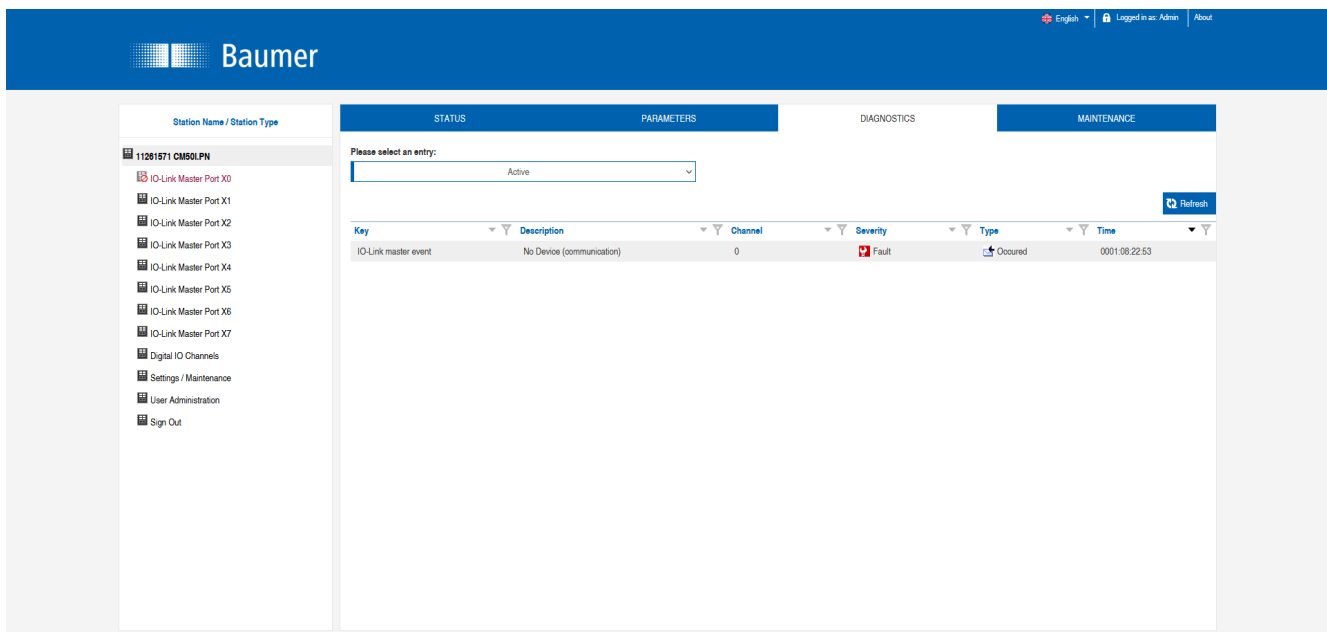 English
Logged in as: Admin
About
Baumer
Station Name / Station Type
11261571 CM50I.PN
IO-Link Master Port X0
IO-Link Master Port X1
IO-Link Master Port X2
IO-Link Master Port X3
IO-Link Master Port X4
IO-Link Master Port X5
IO-Link Master Port X6
IO-Link Master Port X7
Digital IO Channels
Settings / Maintenance
User Administration
Sign Out
STATUS PARAMETERS DIAGNOSTICS MAINTENANCE
Please select an entry:
Active
Refresh
Key Description Channel Severity Type Time
IO-Link master event No Device (communication) 0 Fault Occured 0001:08:22:53